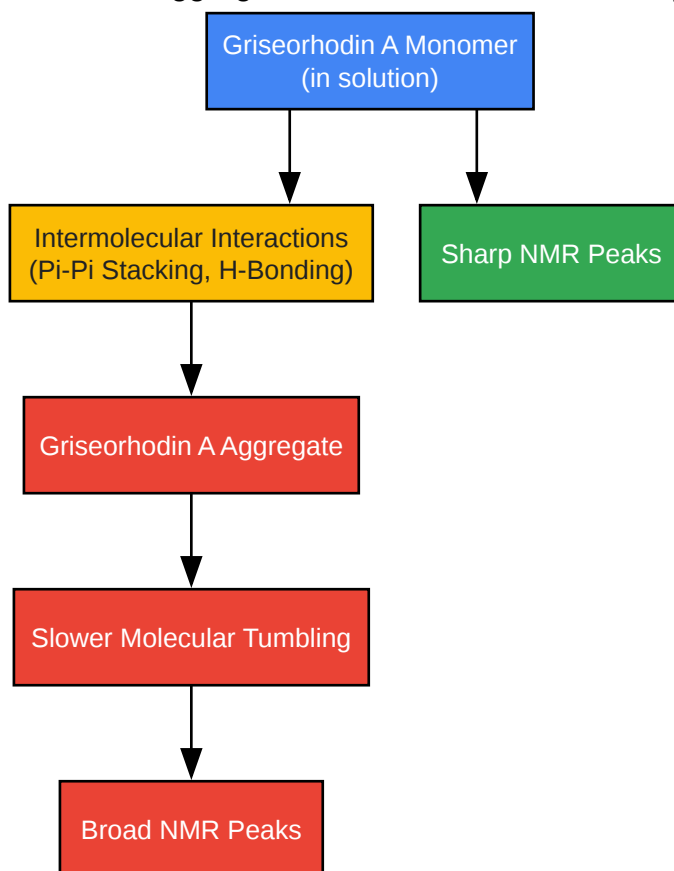 Griseorhodin A Monomer
(in solution)
Intermolecular Interactions
(Pi-Pi Stacking, H-Bonding)
Sharp NMR Peaks
Griseorhodin A Aggregate
Slower Molecular Tumbling
Broad NMR Peaks